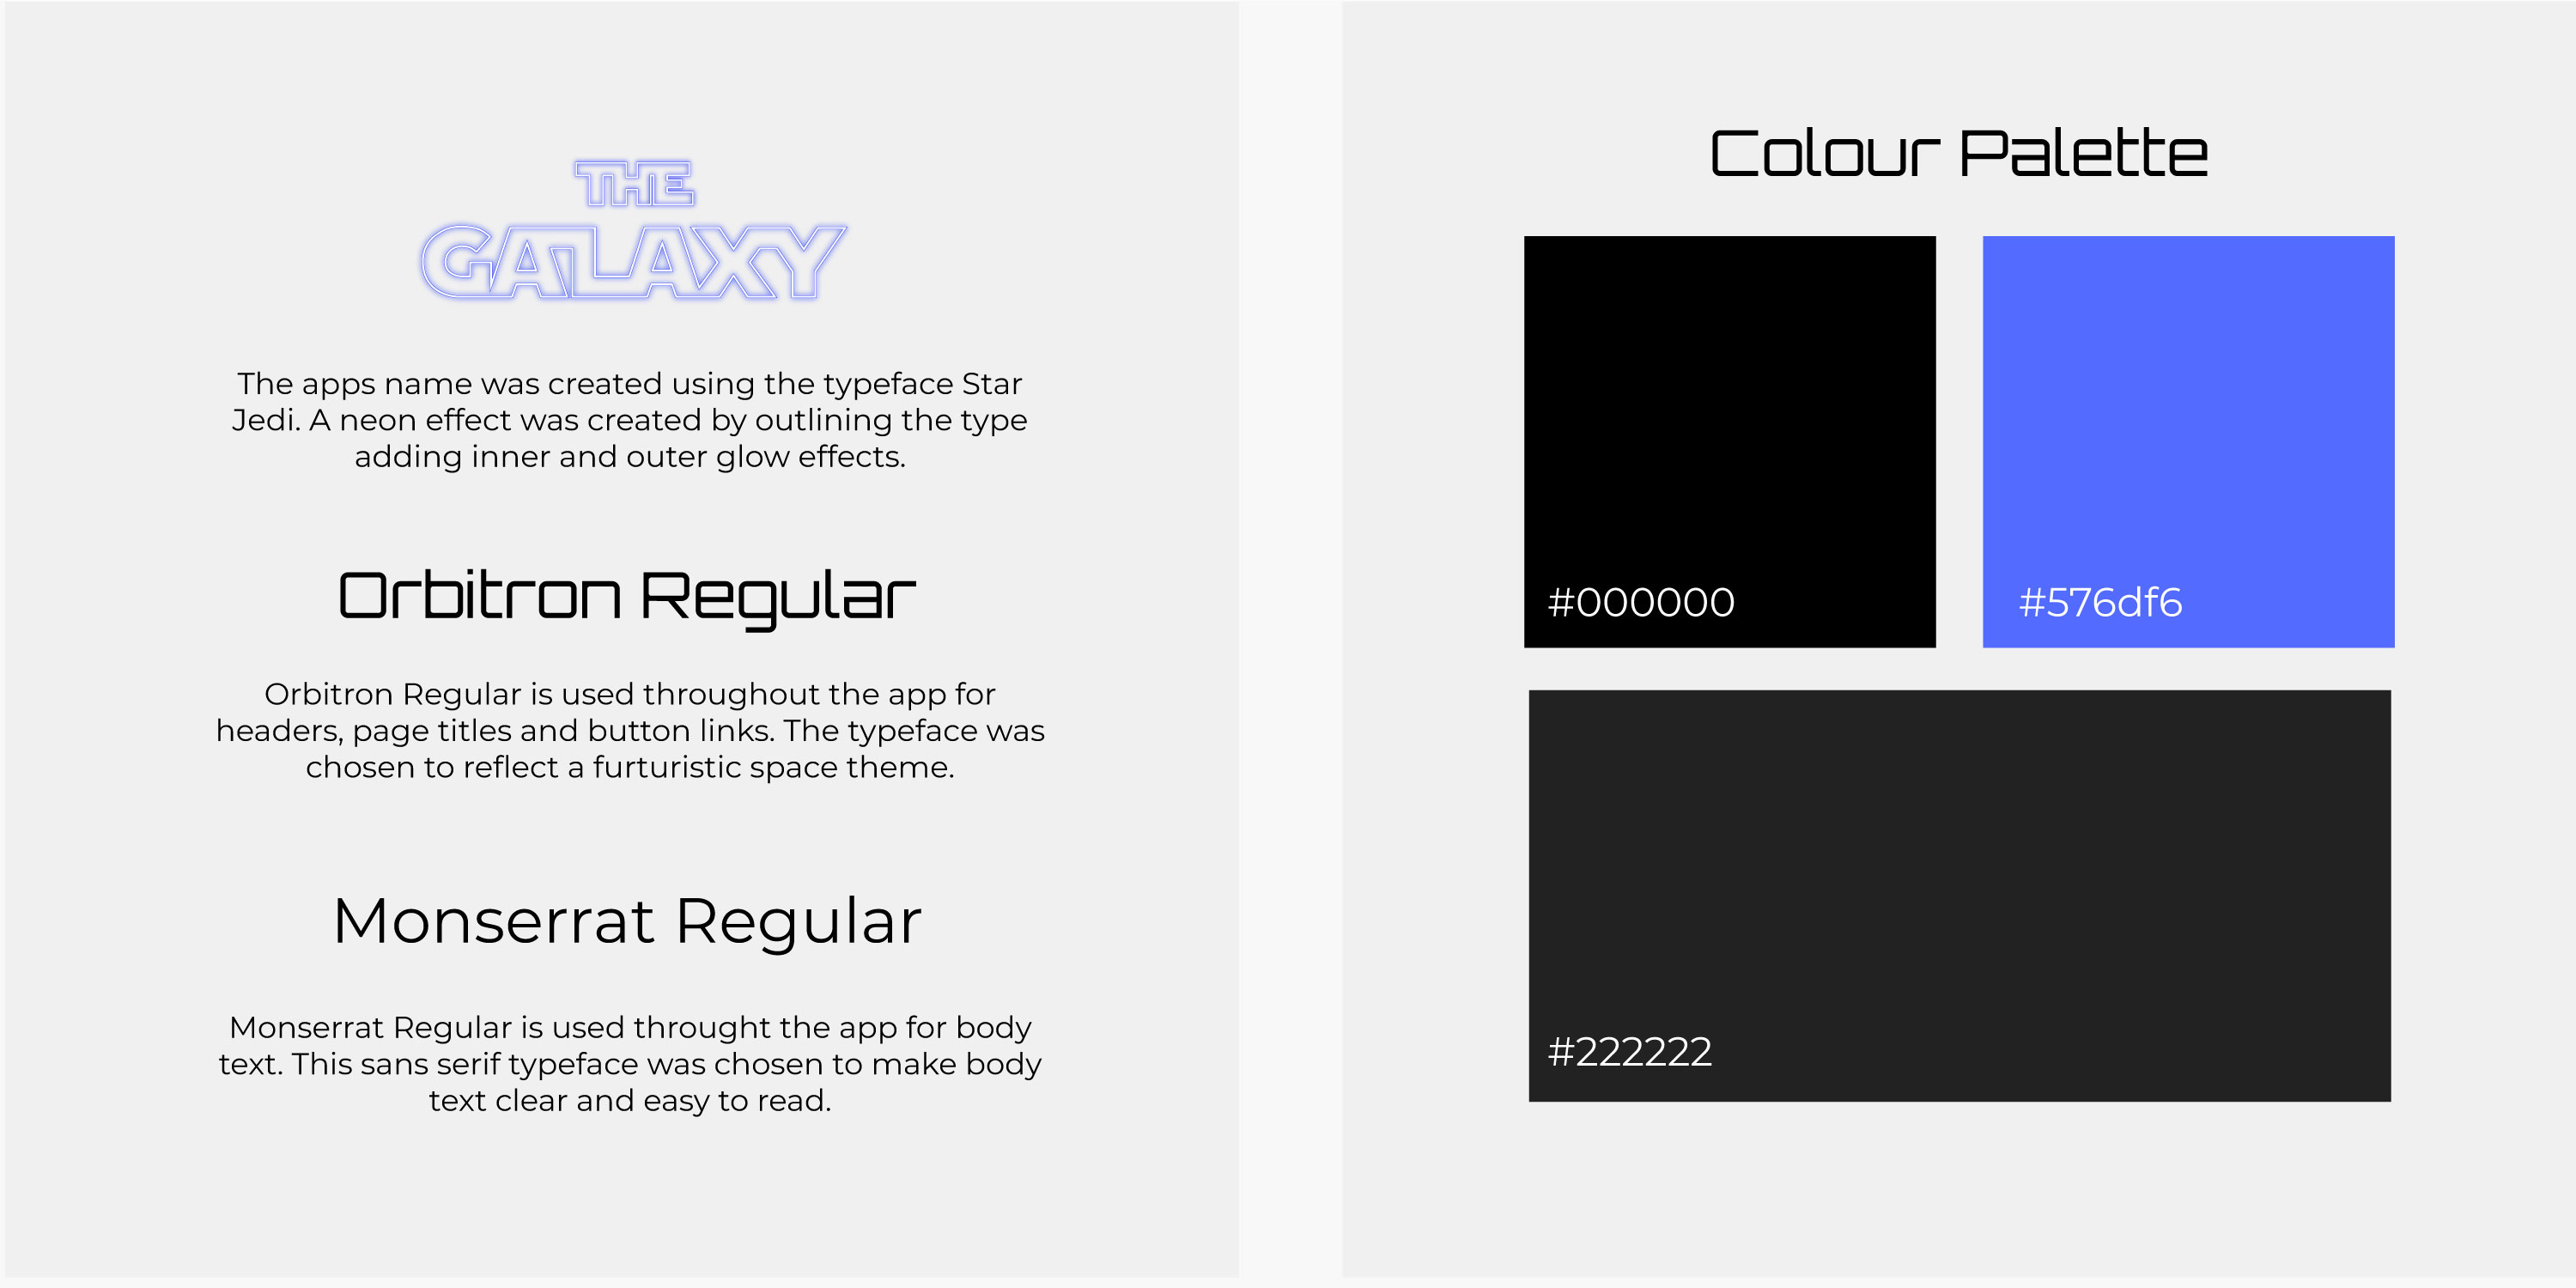 THE
GALAXY
The apps name was created using the typeface Star
Jedi. A neon effect was created by outlining the type
adding inner and outer glow effects.
Orbitron Regular
Orbitron Regular is used throughout the app for
headers, page titles and button links. The typeface was
chosen to reflect a furturistic space theme.
Monserrat Regular
Monserrat Regular is used throught the app for body
text. This sans serif typeface was chosen to make body
text clear and easy to read.
Colour Palette
#000000
#576df6
#222222